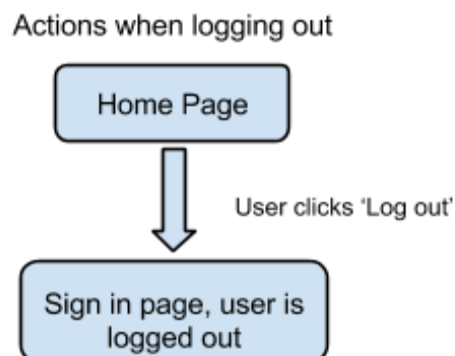 Actions when logging out
Home Page
User clicks ‘Log out’
Sign in page, user is
logged out